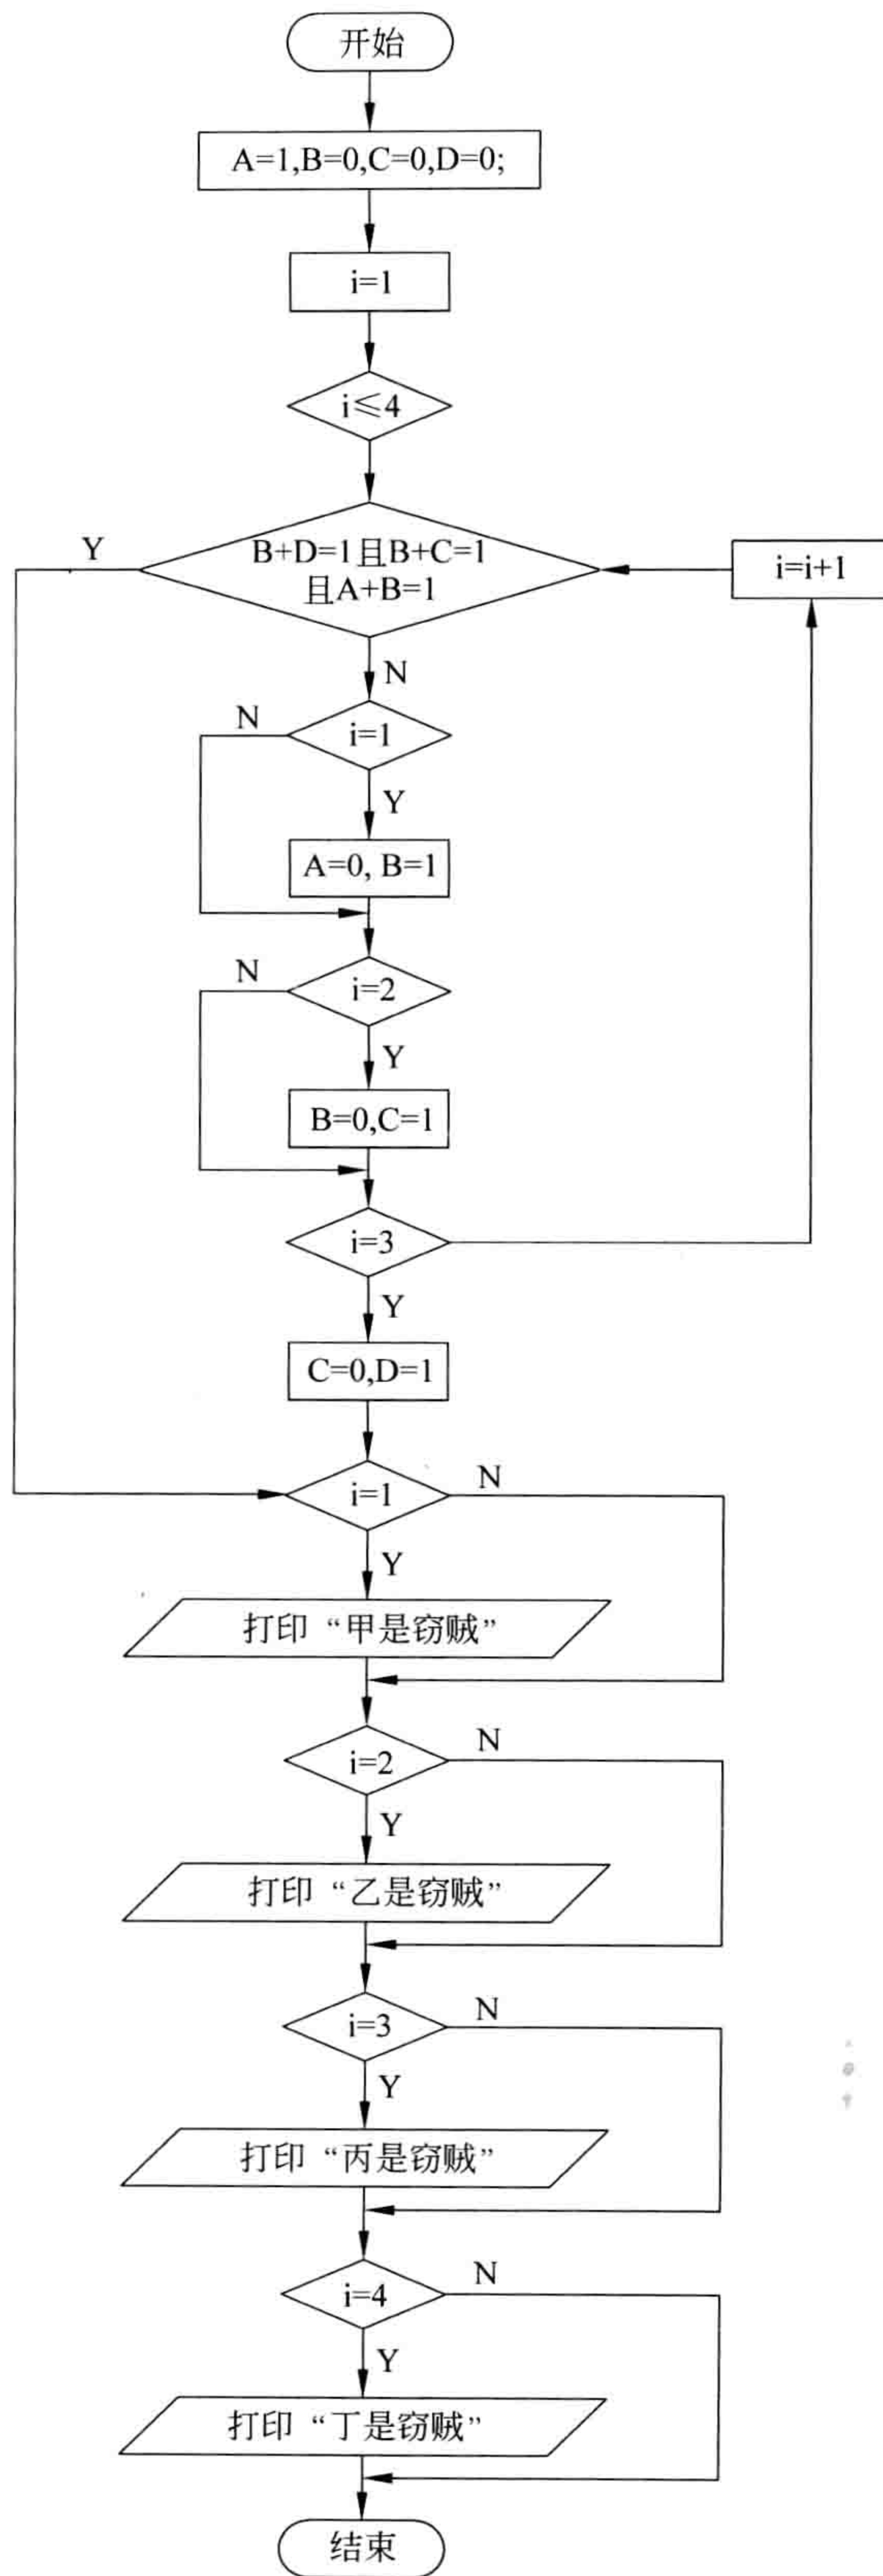 开始
A=1,B=0,C=0,D=0;
i=1
i≤4
Y
B+D=1且B+C=1
且A+B=1
i=i+1
N
N
i=1
Y
A=0, B=1
N
i=2
Y
B=0,C=1
i=3
Y
C=0,D=1
i=1
N
Y
打印“甲是窃贼”
i=2
N
Y
打印“乙是窃贼”
i=3
N
Y
打印“丙是窃贼”
i=4
N
Y
打印“丁是窃贼”
结束